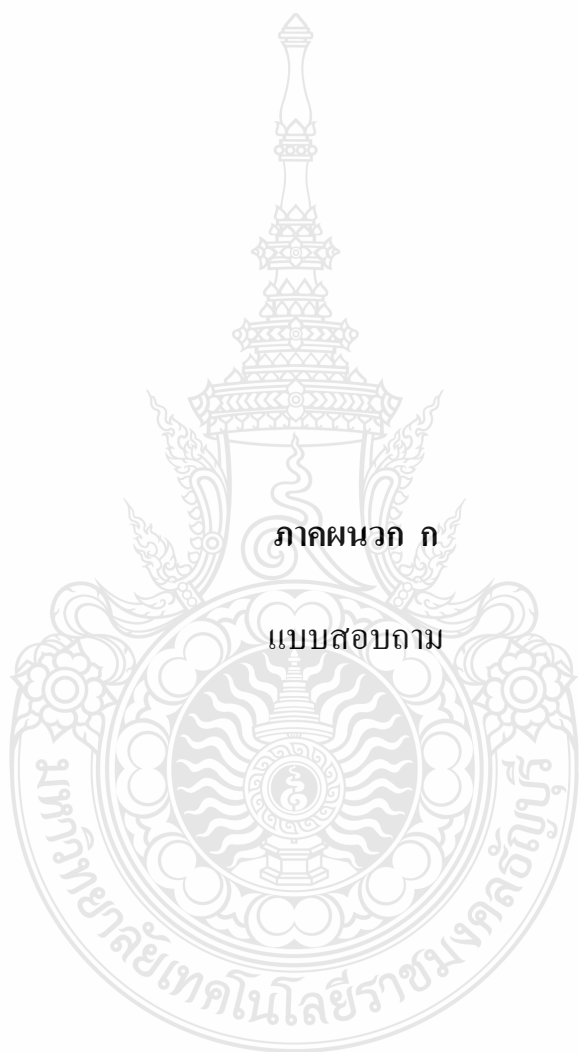 ภาคผนวก ก
แบบสอบถาม
มหาวิทยาลัยเทคโนโลยีราชมงคลธัญบุรี